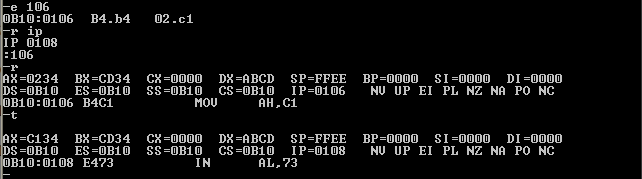 -e 106
0B10:0106  B4.b4   02.c1
-r ip
IP 0108
:106
-r
AX=0234  BX=CD34  CX=0000  DX=ABCD  SP=FFEE  BP=0000  SI=0000  DI=0000
DS=0B10  ES=0B10  SS=0B10  CS=0B10  IP=0106   NV UP EI PL NZ NA PO NC
0B10:0106 B4C1          MOV     AH,C1
-t
AX=C134  BX=CD34  CX=0000  DX=ABCD  SP=FFEE  BP=0000  SI=0000  DI=0000
DS=0B10  ES=0B10  SS=0B10  CS=0B10  IP=0108   NV UP EI PL NZ NA PO NC
0B10:0108 E473          IN      AL,73
-